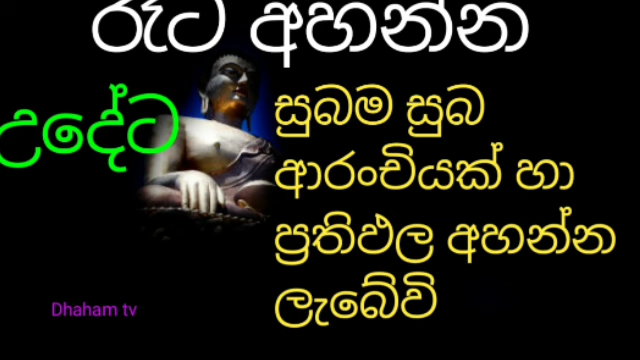 රෑට අහන්න
උදේට
සුබම සුබ
ආරංචියක් හා
ප්‍රතිඵල අහන්න
ලැබේවි
Dhaham tv